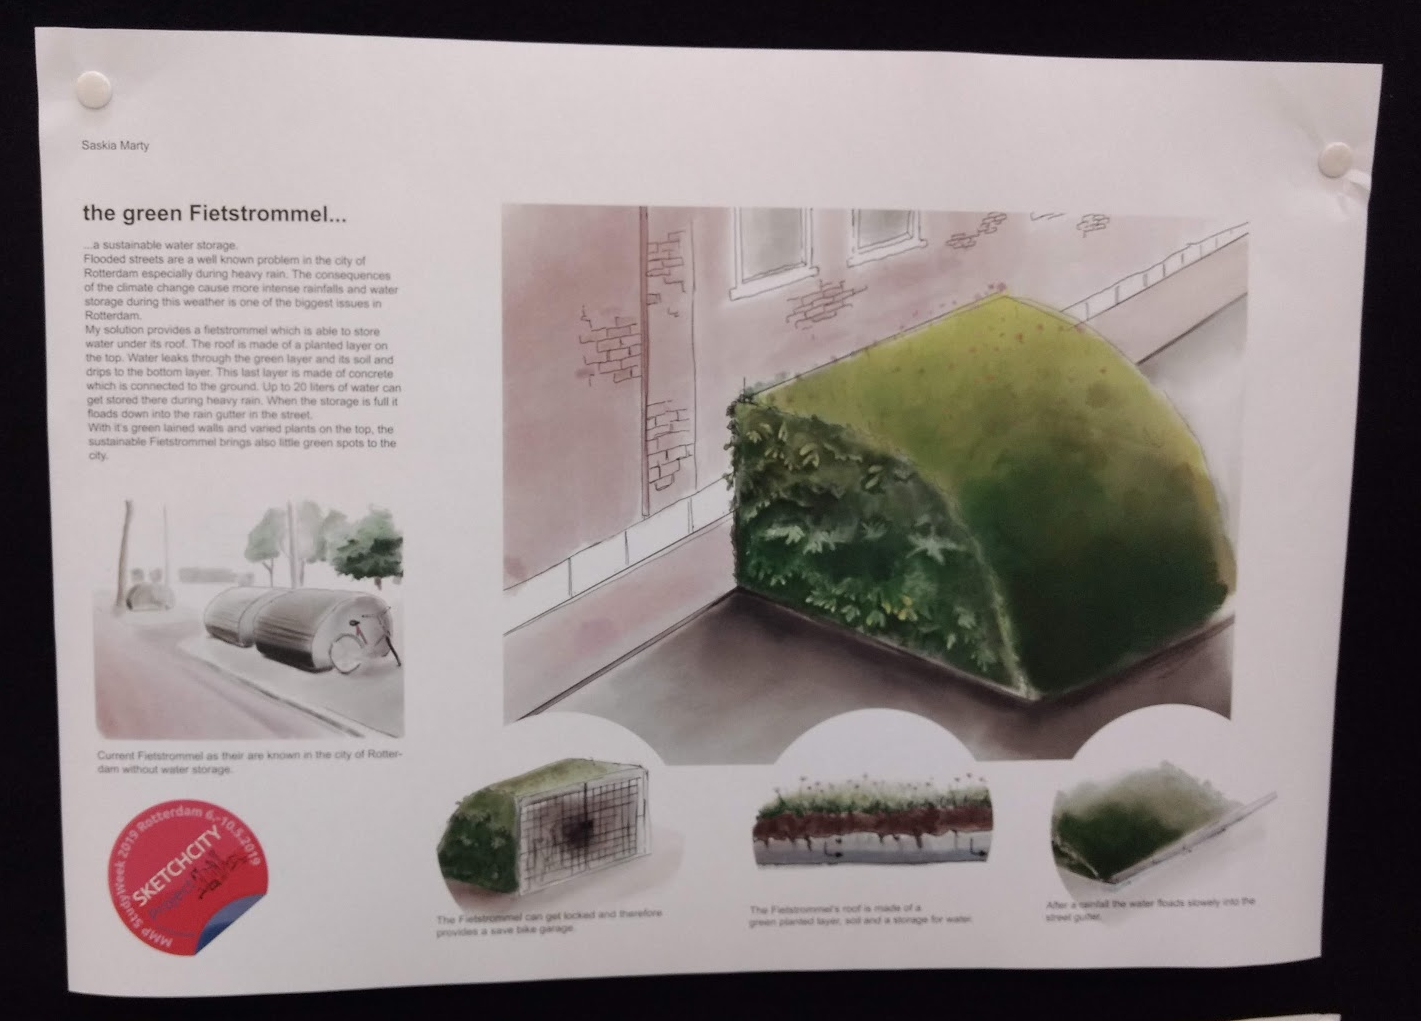 Saskia Marty
the green Fietstrommel...
...a sustainable water storage.
Flooded streets are a well known problem in the city of
Rotterdam especially during heavy rain. The consequences
of the climate change cause more intense rainfalls and water
storage during this weather is one of the biggest issues in
Rotterdam.
My solution provides a fietstrommel which is able to store
water under its roof. The roof is made of a planted layer on
the top. Water leaks through the green layer and its soil and
drips to the bottom layer. This last layer is made of concrete
which is connected to the ground. Up to 20 liters of water can
get stored there during heavy rain. When the storage is full it
floads down into the rain gutter in the street.
With it's green lained walls and varied plants on the top, the
sustainable Fietstrommel brings also little green spots to the
city.
Current Fietstrommel as their are known in the city of Rotter-
dam without water storage.
MMP StudyWeek 2019 Rotterdam 6.-10.5.2019
SKETCHCITY
The Fietstrommel can get locked and therefore
provides a save bike garage.
The Fietstrommel's roof is made of a
green planted layer, soil and a storage for water.
After a rainfall the water floads slowely into the
street gutter.